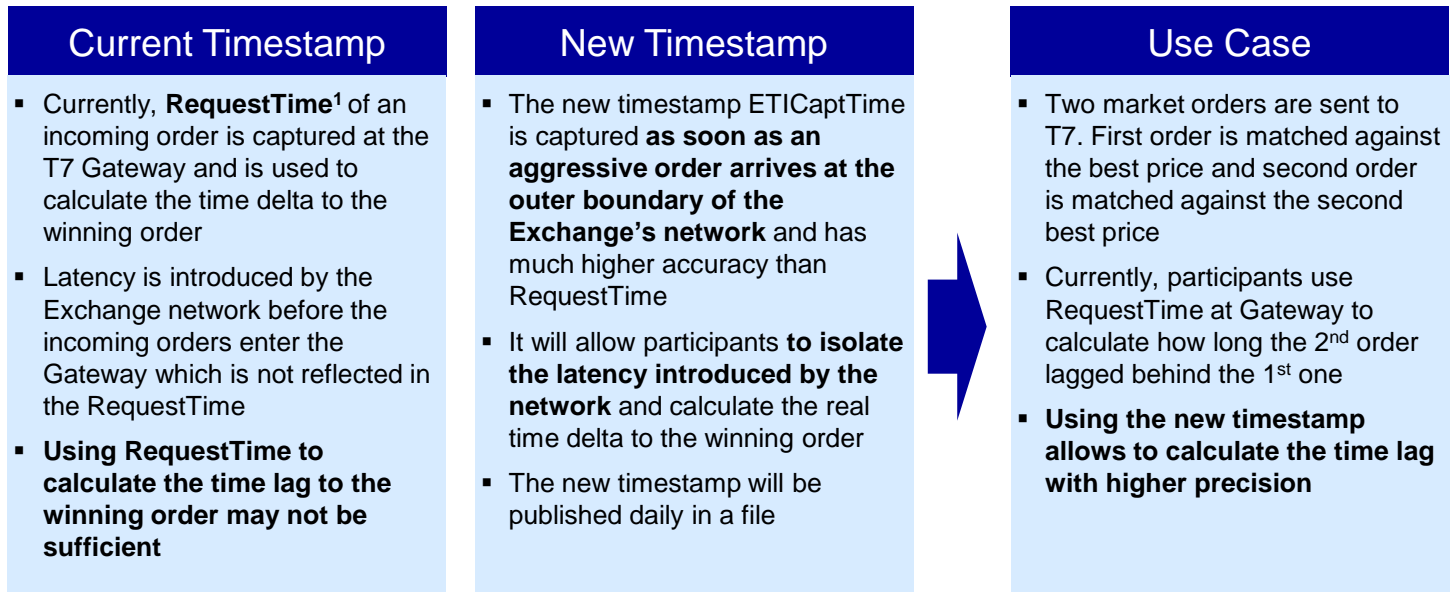 Current Timestamp
▪ Currently, RequestTime¹ of an
incoming order is captured at the
T7 Gateway and is used to
calculate the time delta to the
winning order
▪ Latency is introduced by the
Exchange network before the
incoming orders enter the
Gateway which is not reflected in
the RequestTime
▪ Using RequestTime to
calculate the time lag to the
winning order may not be
sufficient
New Timestamp
▪ The new timestamp ETICaptTime
is captured as soon as an
aggressive order arrives at the
outer boundary of the
Exchange's network and has
much higher accuracy than
RequestTime
▪ It will allow participants to isolate
the latency introduced by the
network and calculate the real
time delta to the winning order
▪ The new timestamp will be
published daily in a file
Use Case
▪ Two market orders are sent to
T7. First order is matched against
the best price and second order
is matched against the second
best price
▪ Currently, participants use
RequestTime at Gateway to
calculate how long the 2nd order
lagged behind the 1st one
▪ Using the new timestamp
allows to calculate the time lag
with higher precision